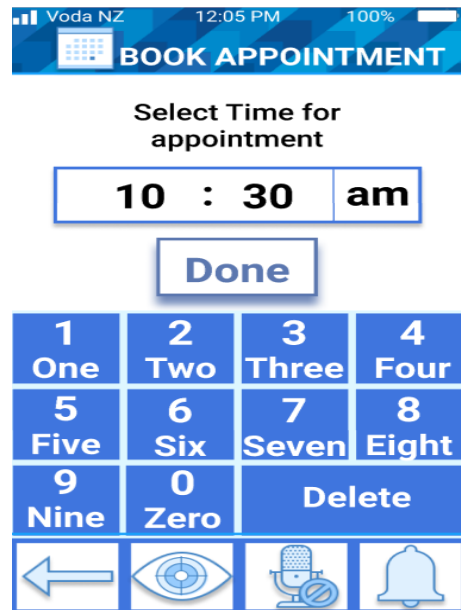 Voda NZ 12:05 PM 100%
BOOK APPOINTMENT
Select Time for
appointment
10 : 30 am
Done
1 2 3 4
One Two Three Four
5 6 7 8
Five Six Seven Eight
9 0 Delete
Nine Zero